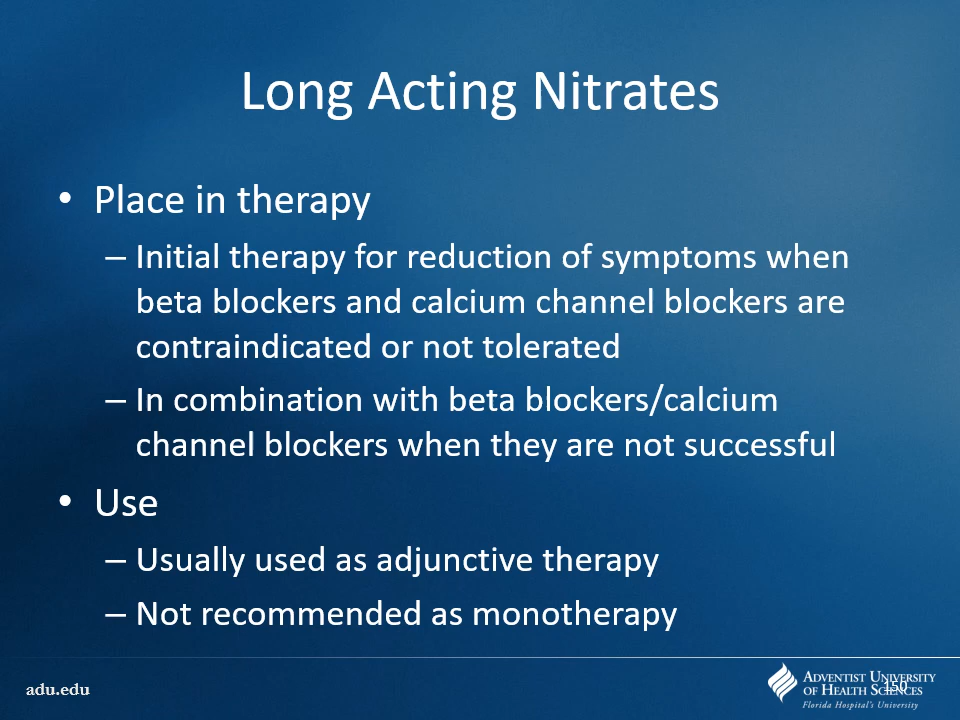 Long Acting Nitrates
• Place in therapy
– Initial therapy for reduction of symptoms when
beta blockers and calcium channel blockers are
contraindicated or not tolerated
– In combination with beta blockers/calcium
channel blockers when they are not successful
• Use
– Usually used as adjunctive therapy
– Not recommended as monotherapy
adu.edu
ADVENTIST UNIVERSITY
OF HEALTH SCIENCES
150
Florida Hospital's University